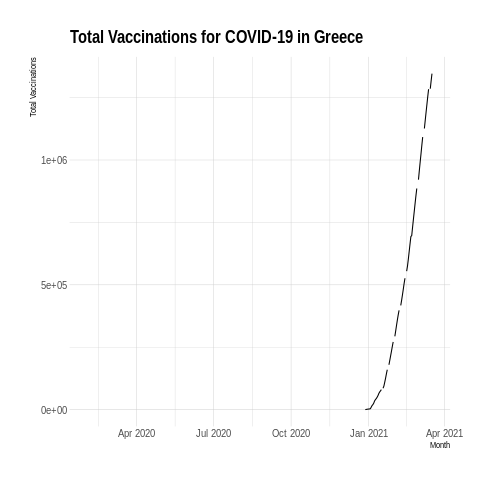 Total Vaccinations for COVID-19 in Greece
Total Vaccinations
1e+06
5e+05
0e+00
Apr 2020 Jul 2020 Oct 2020 Jan 2021 Apr 2021
Month